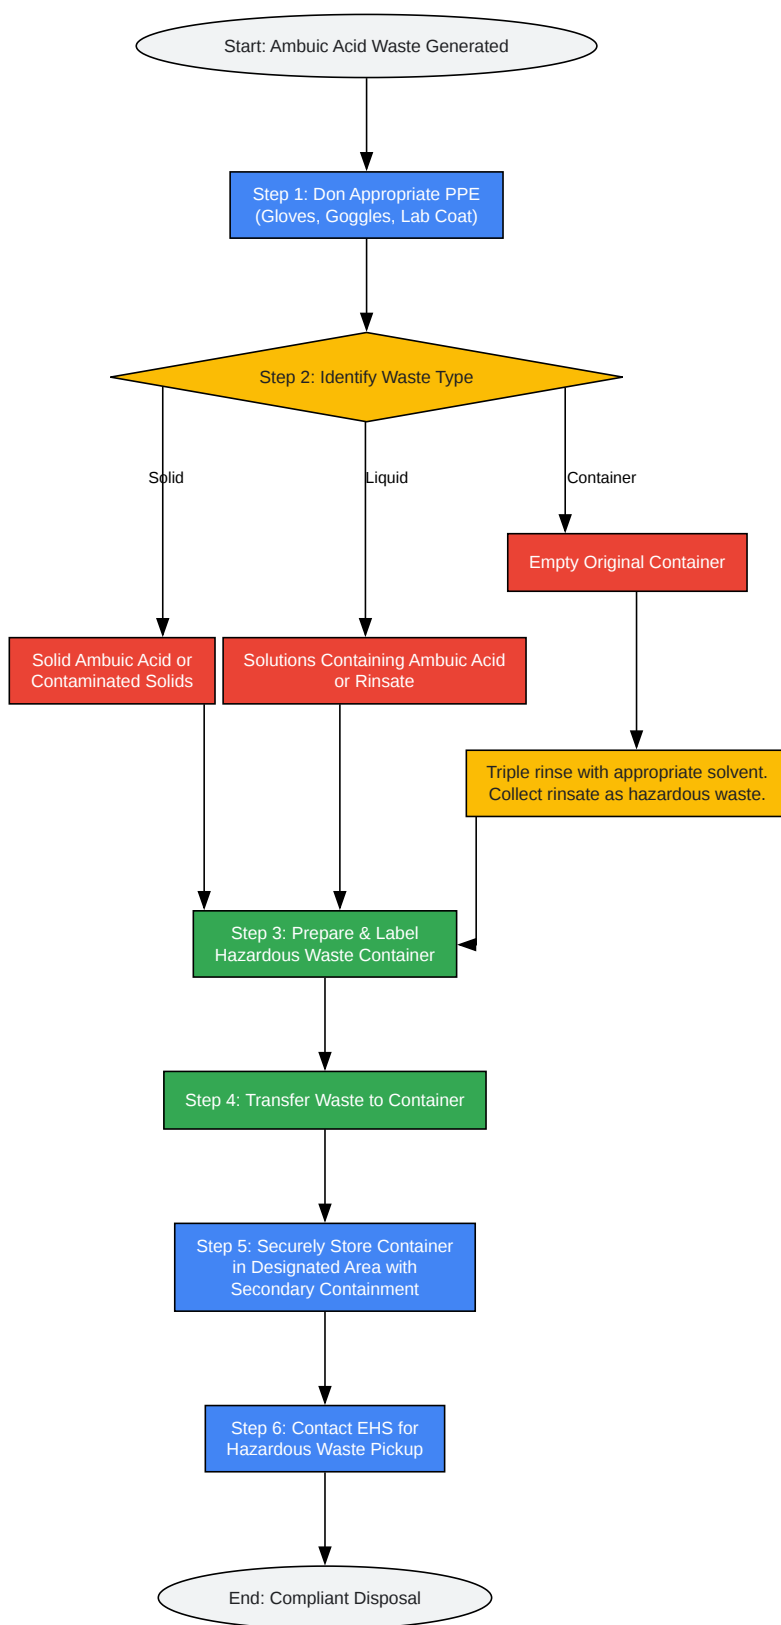 Start: Ambuic Acid Waste Generated
Step 1: Don Appropriate PPE
(Gloves, Goggles, Lab Coat)
Step 2: Identify Waste Type
Solid
Liquid
Container
Empty Original Container
Solid Ambuic Acid or
Contaminated Solids
Solutions Containing Ambuic Acid
or Rinsate
Triple rinse with appropriate solvent.
Collect rinsate as hazardous waste.
Step 3: Prepare & Label
Hazardous Waste Container
Step 4: Transfer Waste to Container
Step 5: Securely Store Container
in Designated Area with
Secondary Containment
Step 6: Contact EHS for
Hazardous Waste Pickup
End: Compliant Disposal